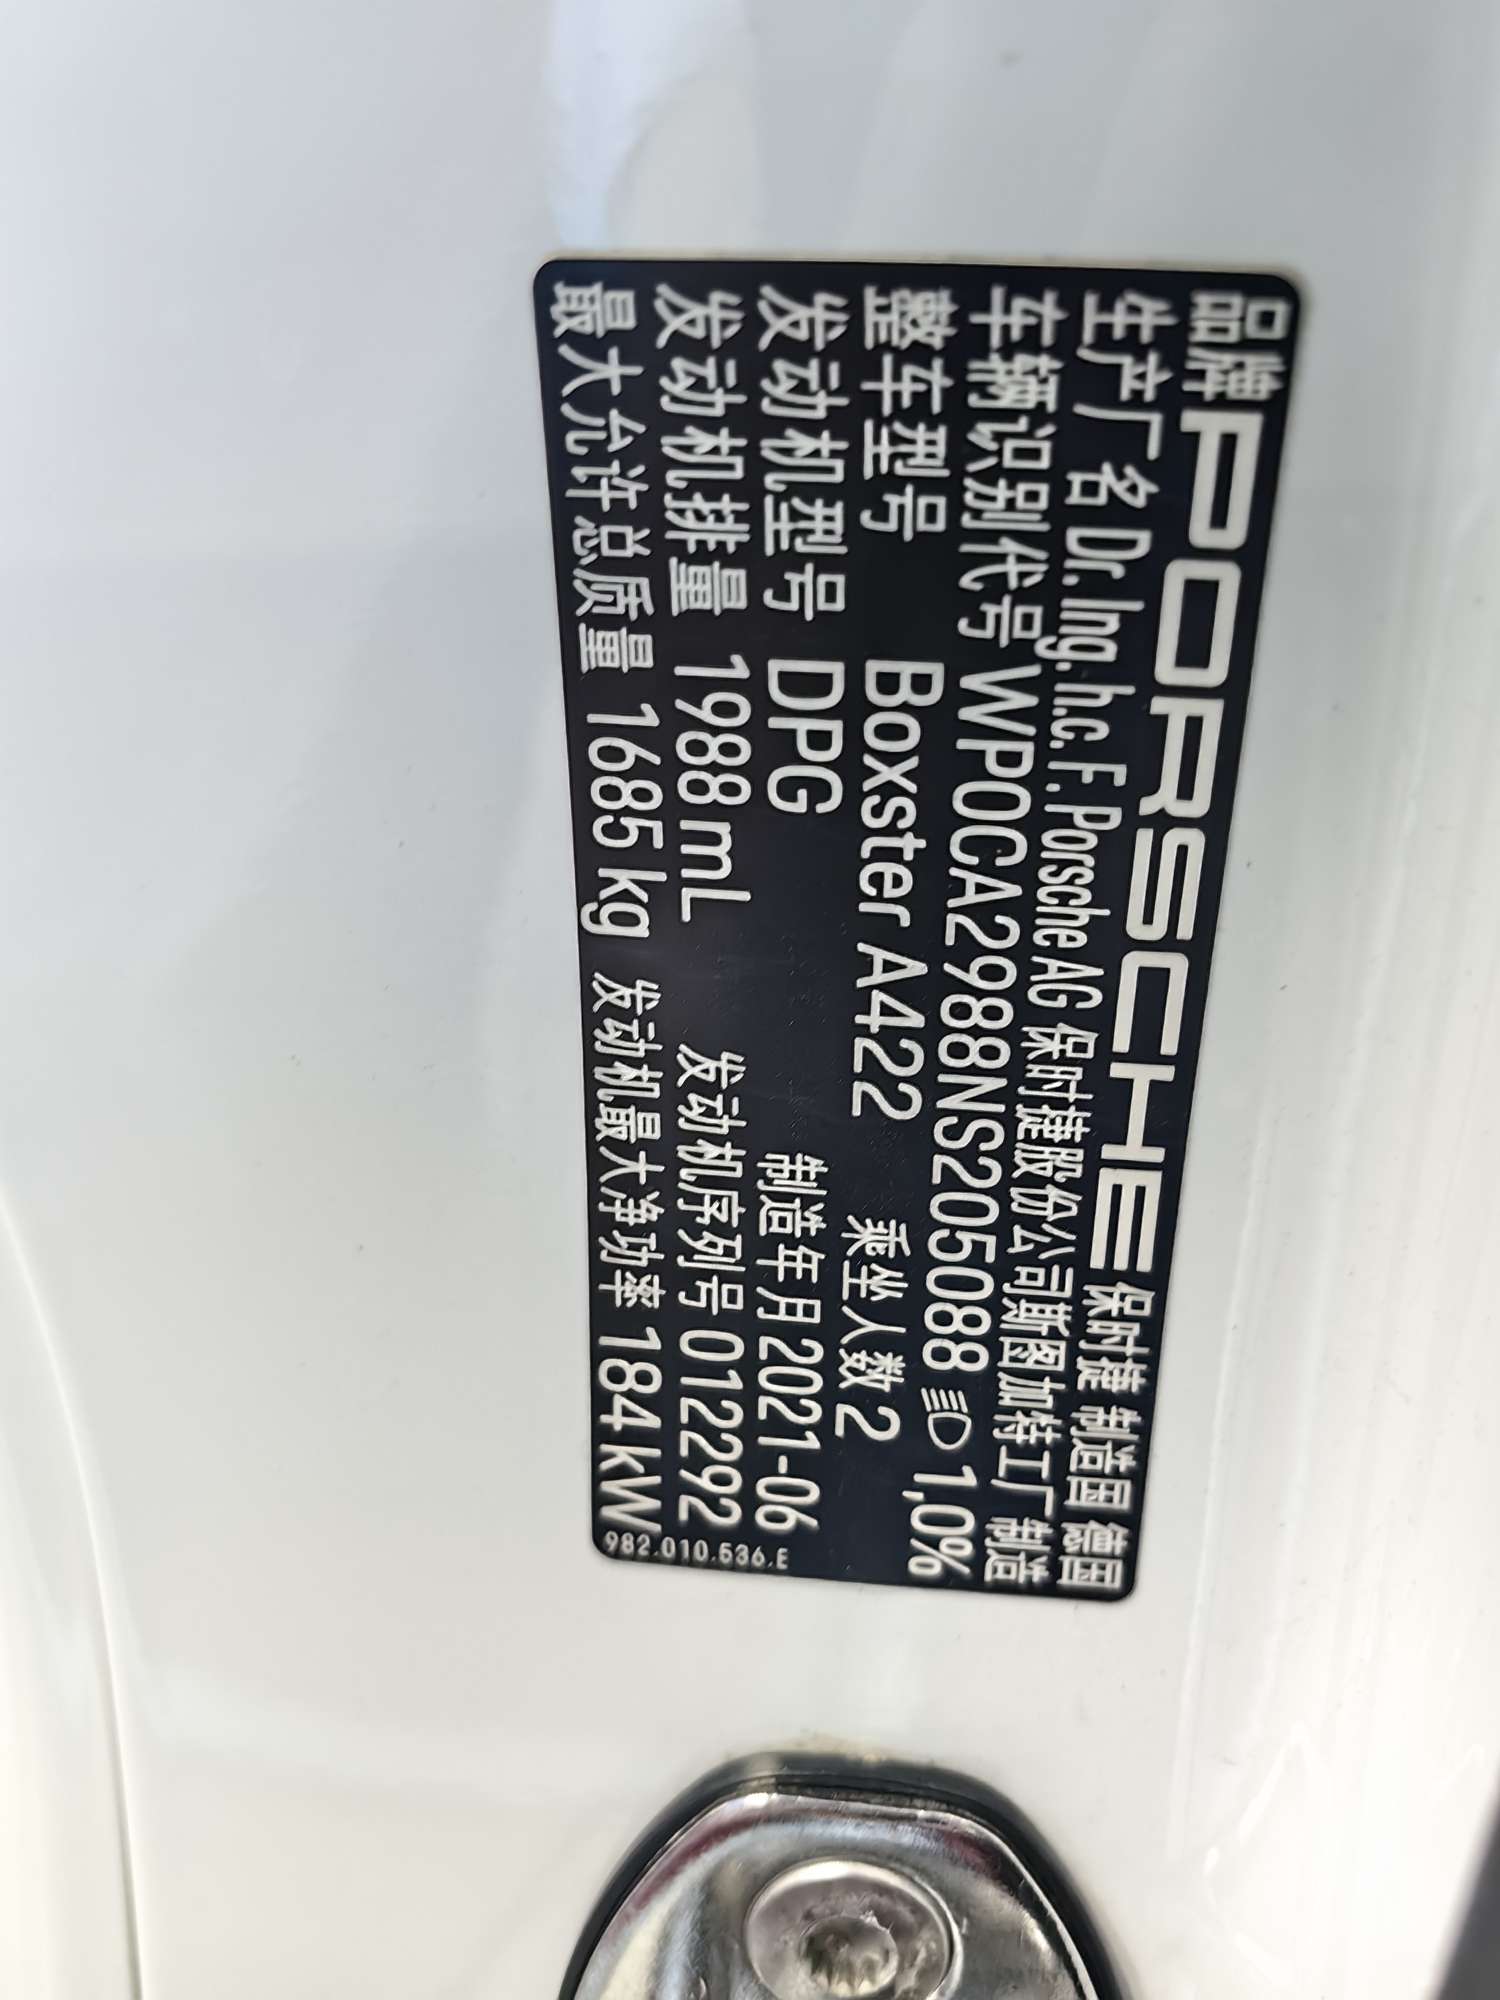 品牌 PORSCHE 保时捷 制造国 德国
生产厂名 Dr. Ing. h.c. F. Porsche AG 保时捷股份公司斯图加特工厂制造
车辆识别代号 WP0CA2988NS205088 1,0%
整车型号 Boxster A422 乘坐人数 2
发动机型号 DPG 制造年月 2021-06
发动机排量 1988 mL 发动机序列号 012292
最大允许总质量 1685 kg 发动机最大净功率 184 kW
982.010.536.E